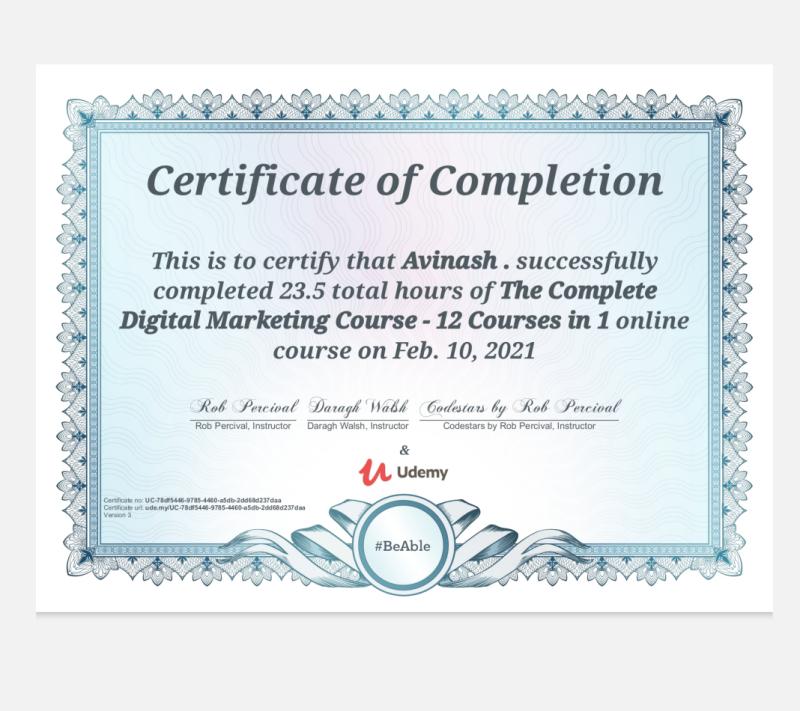 Certificate of Completion
This is to certify that Avinash . successfully
completed 23.5 total hours of The Complete
Digital Marketing Course - 12 Courses in 1 online
course on Feb. 10, 2021
Rob Percival Daragh Walsh Codestars by Rob Percival
Rob Percival, Instructor Daragh Walsh, Instructor Codestars by Rob Percival, Instructor
&
Udemy
Certificate no: UC-78df5446-9785-4460-a5db-2dd68d237daa
Certificate url: ude.my/UC-78df5446-9785-4460-a5db-2dd68d237daa
Version 3
#BeAble